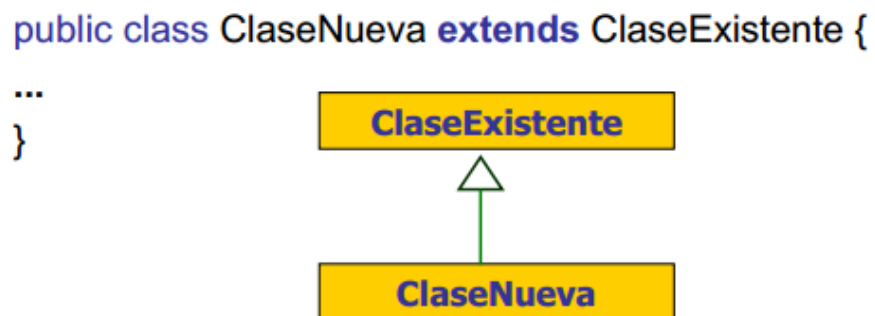 public class ClaseNueva extends ClaseExistente {
...
}
ClaseExistente
ClaseNueva